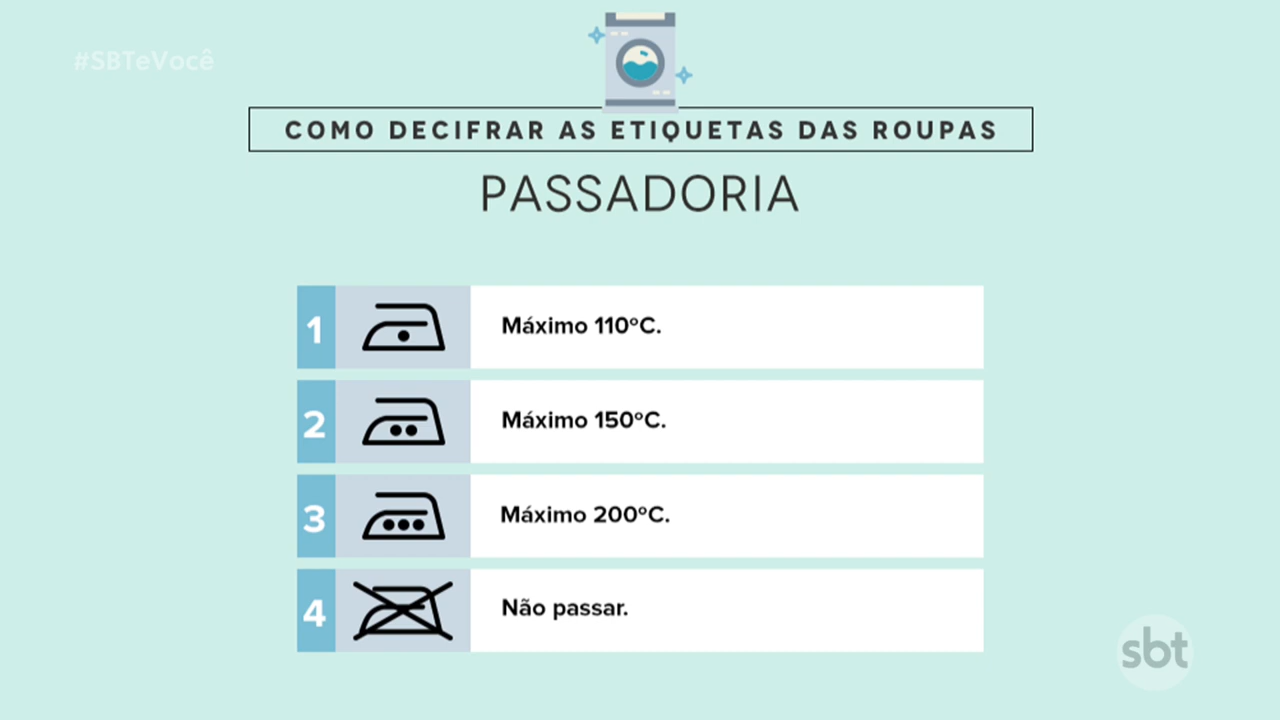 #SBTeVocê
COMO DECIFRAR AS ETIQUETAS DAS ROUPAS
PASSADORIA
1
Máximo 110ºC.
2
Máximo 150ºC.
3
Máximo 200ºC.
4
Não passar.
sbt